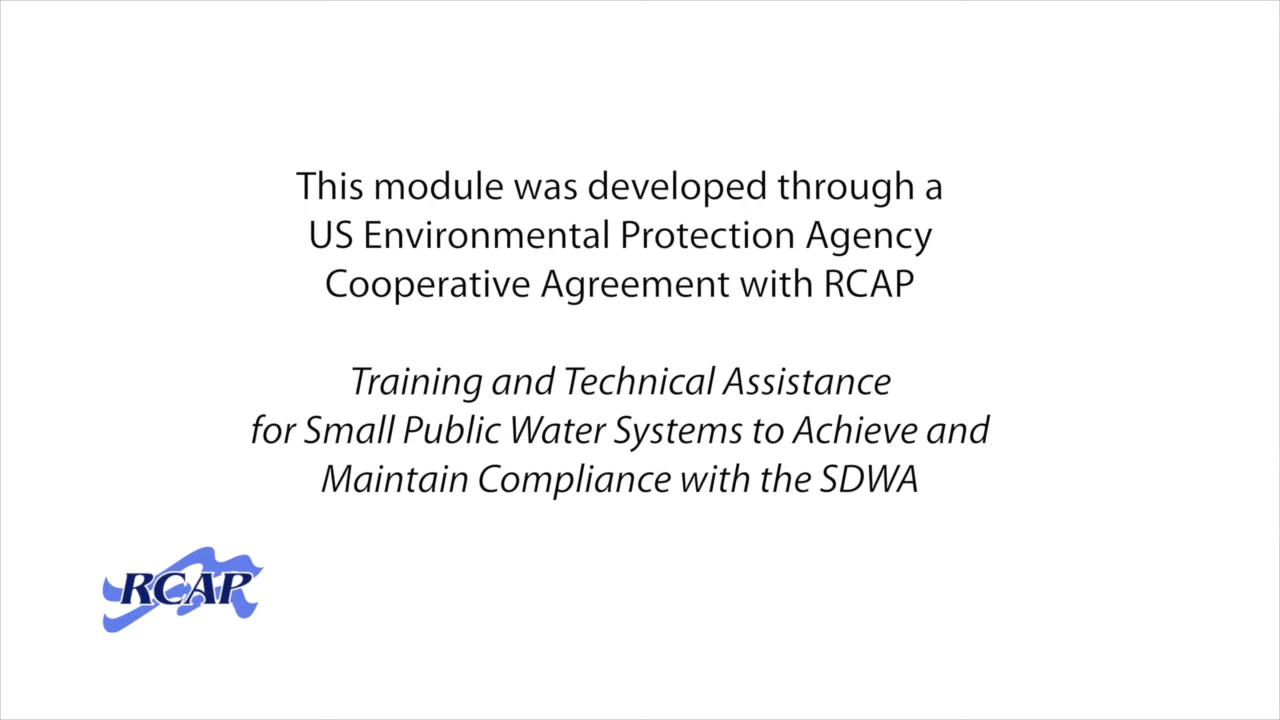 This module was developed through a
US Environmental Protection Agency
Cooperative Agreement with RCAP
Training and Technical Assistance
for Small Public Water Systems to Achieve and
Maintain Compliance with the SDWA
RCAP